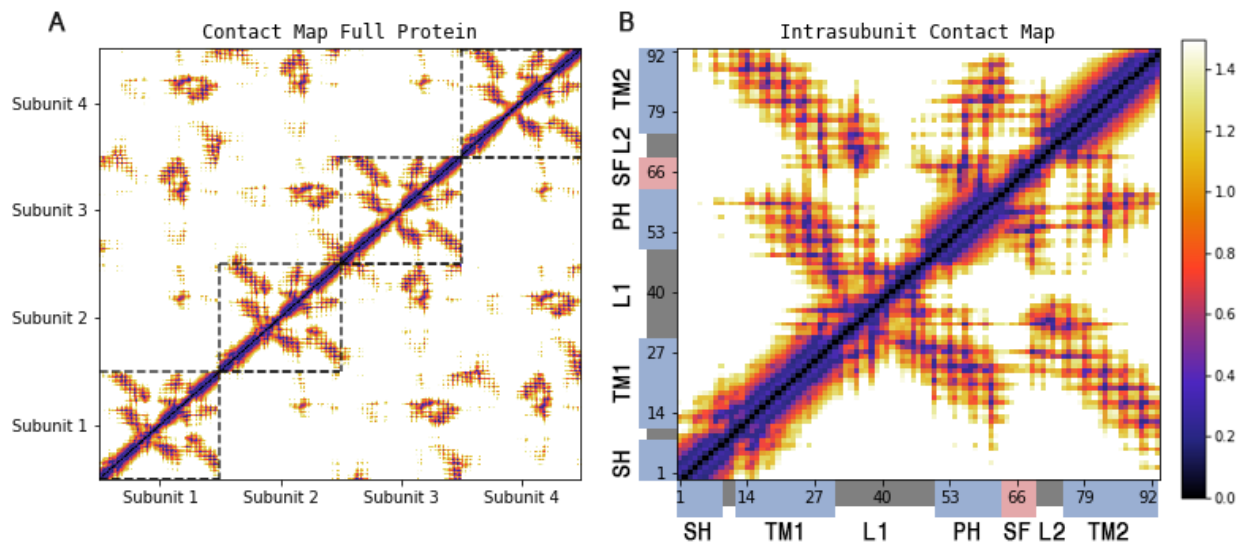 A
Contact Map Full Protein
Subunit 4
Subunit 3
Subunit 2
Subunit 1
Subunit 1 Subunit 2 Subunit 3 Subunit 4
B
Intrasubunit Contact Map
SH TM1 L1 PH SF L2 TM2
92
79
66
53
40
27
14
1
1 14 27 40 53 66 79 92
SH TM1 L1 PH SF L2 TM2
1.4
1.2
1.0
0.8
0.6
0.4
0.2
0.0